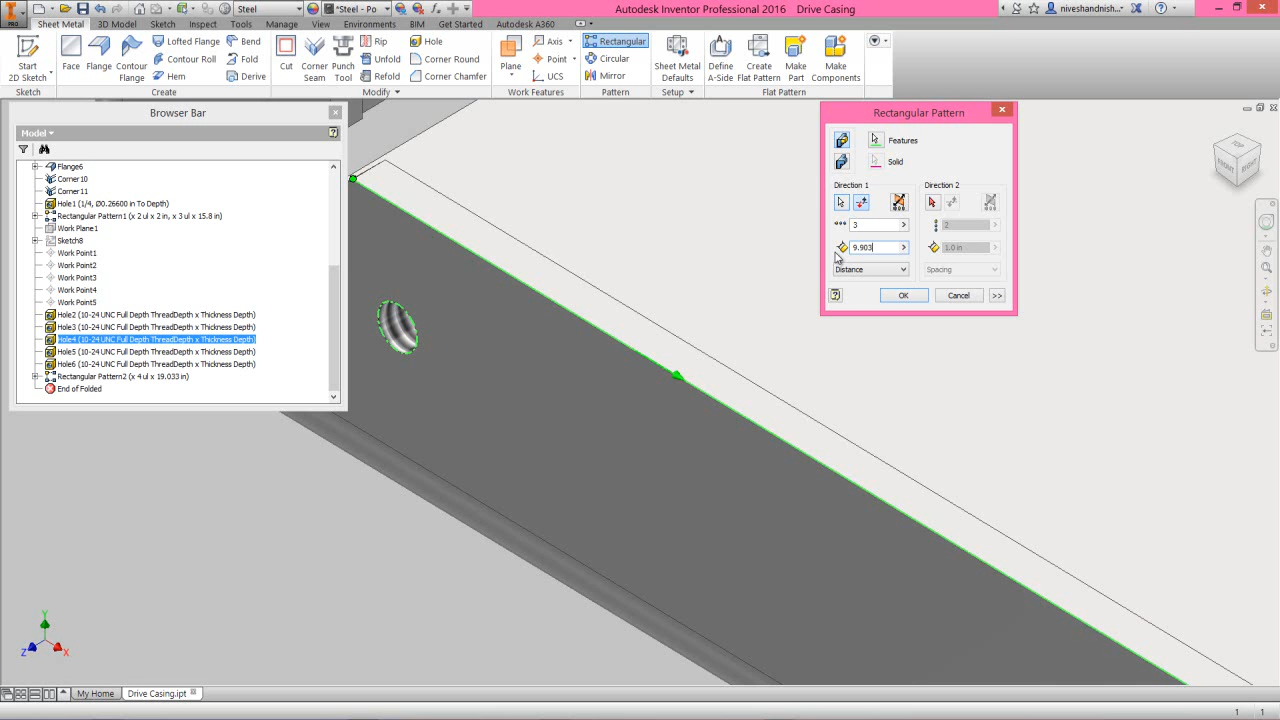 Steel
*Steel - Po
Autodesk Inventor Professional 2016 Drive Casing
niveshandnish...
PRO
Sheet Metal 3D Model Sketch Inspect Tools Manage View Environments BIM Get Started Autodesk A360
Start
2D Sketch
Face
Flange
Contour
Flange
Lofted Flange
Contour Roll
Hem
Bend
Fold
Derive
Cut
Corner
Seam
Punch
Tool
Rip
Unfold
Refold
Hole
Corner Round
Corner Chamfer
Plane
Axis
Point
UCS
Rectangular
Circular
Mirror
Sheet Metal
Defaults
Define
A-Side
Create
Flat Pattern
Make
Part
Make
Components
Sketch Create Modify Work Features Pattern Setup Flat Pattern
Browser Bar
Model
Flange6
Corner10
Corner11
Hole1 (1/4, Ø0.26600 in To Depth)
Rectangular Pattern1 (x 2 ul x 2 in, x 3 ul x 15.8 in)
Work Plane1
Sketch8
Work Point1
Work Point2
Work Point3
Work Point4
Work Point5
Hole2 (10-24 UNC Full Depth ThreadDepth x Thickness Depth)
Hole3 (10-24 UNC Full Depth ThreadDepth x Thickness Depth)
Hole4 (10-24 UNC Full Depth ThreadDepth x Thickness Depth)
Hole5 (10-24 UNC Full Depth ThreadDepth x Thickness Depth)
Hole6 (10-24 UNC Full Depth ThreadDepth x Thickness Depth)
Rectangular Pattern2 (x 4 ul x 19.033 in)
End of Folded
Rectangular Pattern
Features
Solid
Direction 1 Direction 2
3 2
9.903 1.0 in
Distance Spacing
OK Cancel >>
TOP
FRONT
RIGHT
Y
Z
X
My Home Drive Casing.ipt
1 1